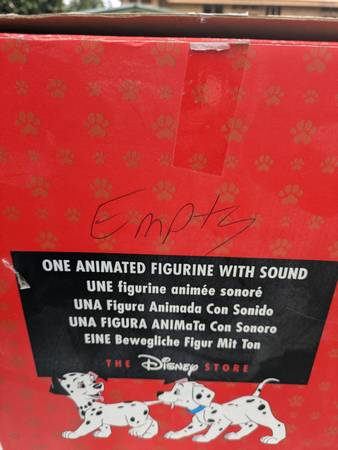 Empty
ONE ANIMATED FIGURINE WITH SOUND
UNE figurine animée sonoré
UNA Figura Animada Con Sonido
UNA FIGURA ANIMaTa Con Sonoro
EINE Bewegliche Figur Mit Ton
THE Disney STORE